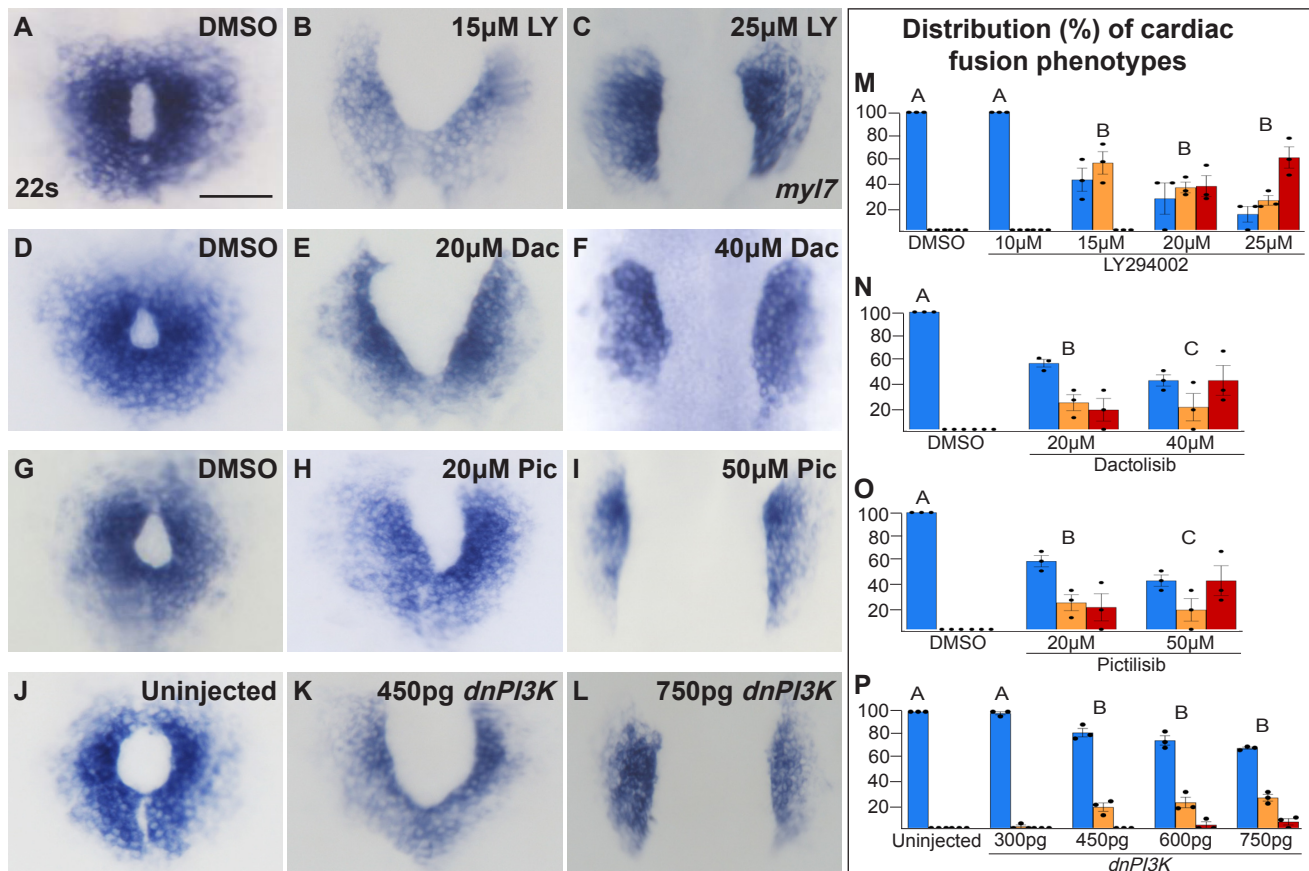 A DMSO
22s
B 15µM LY
C 25µM LY
myl7
D DMSO
E 20µM Dac
F 40µM Dac
G DMSO
H 20µM Pic
I 50µM Pic
J Uninjected
K 450pg dnPI3K
L 750pg dnPI3K
Distribution (%) of cardiac
fusion phenotypes
M
A A B B B
100
80
60
40
20
DMSO 10µM 15µM 20µM 25µM
LY294002
N
A B C
100
80
60
40
20
DMSO 20µM 40µM
Dactolisib
O
A B C
100
80
60
40
20
DMSO 20µM 50µM
Pictilisib
P
A A B B B
100
80
60
40
20
Uninjected 300pg 450pg 600pg 750pg
dnPI3K